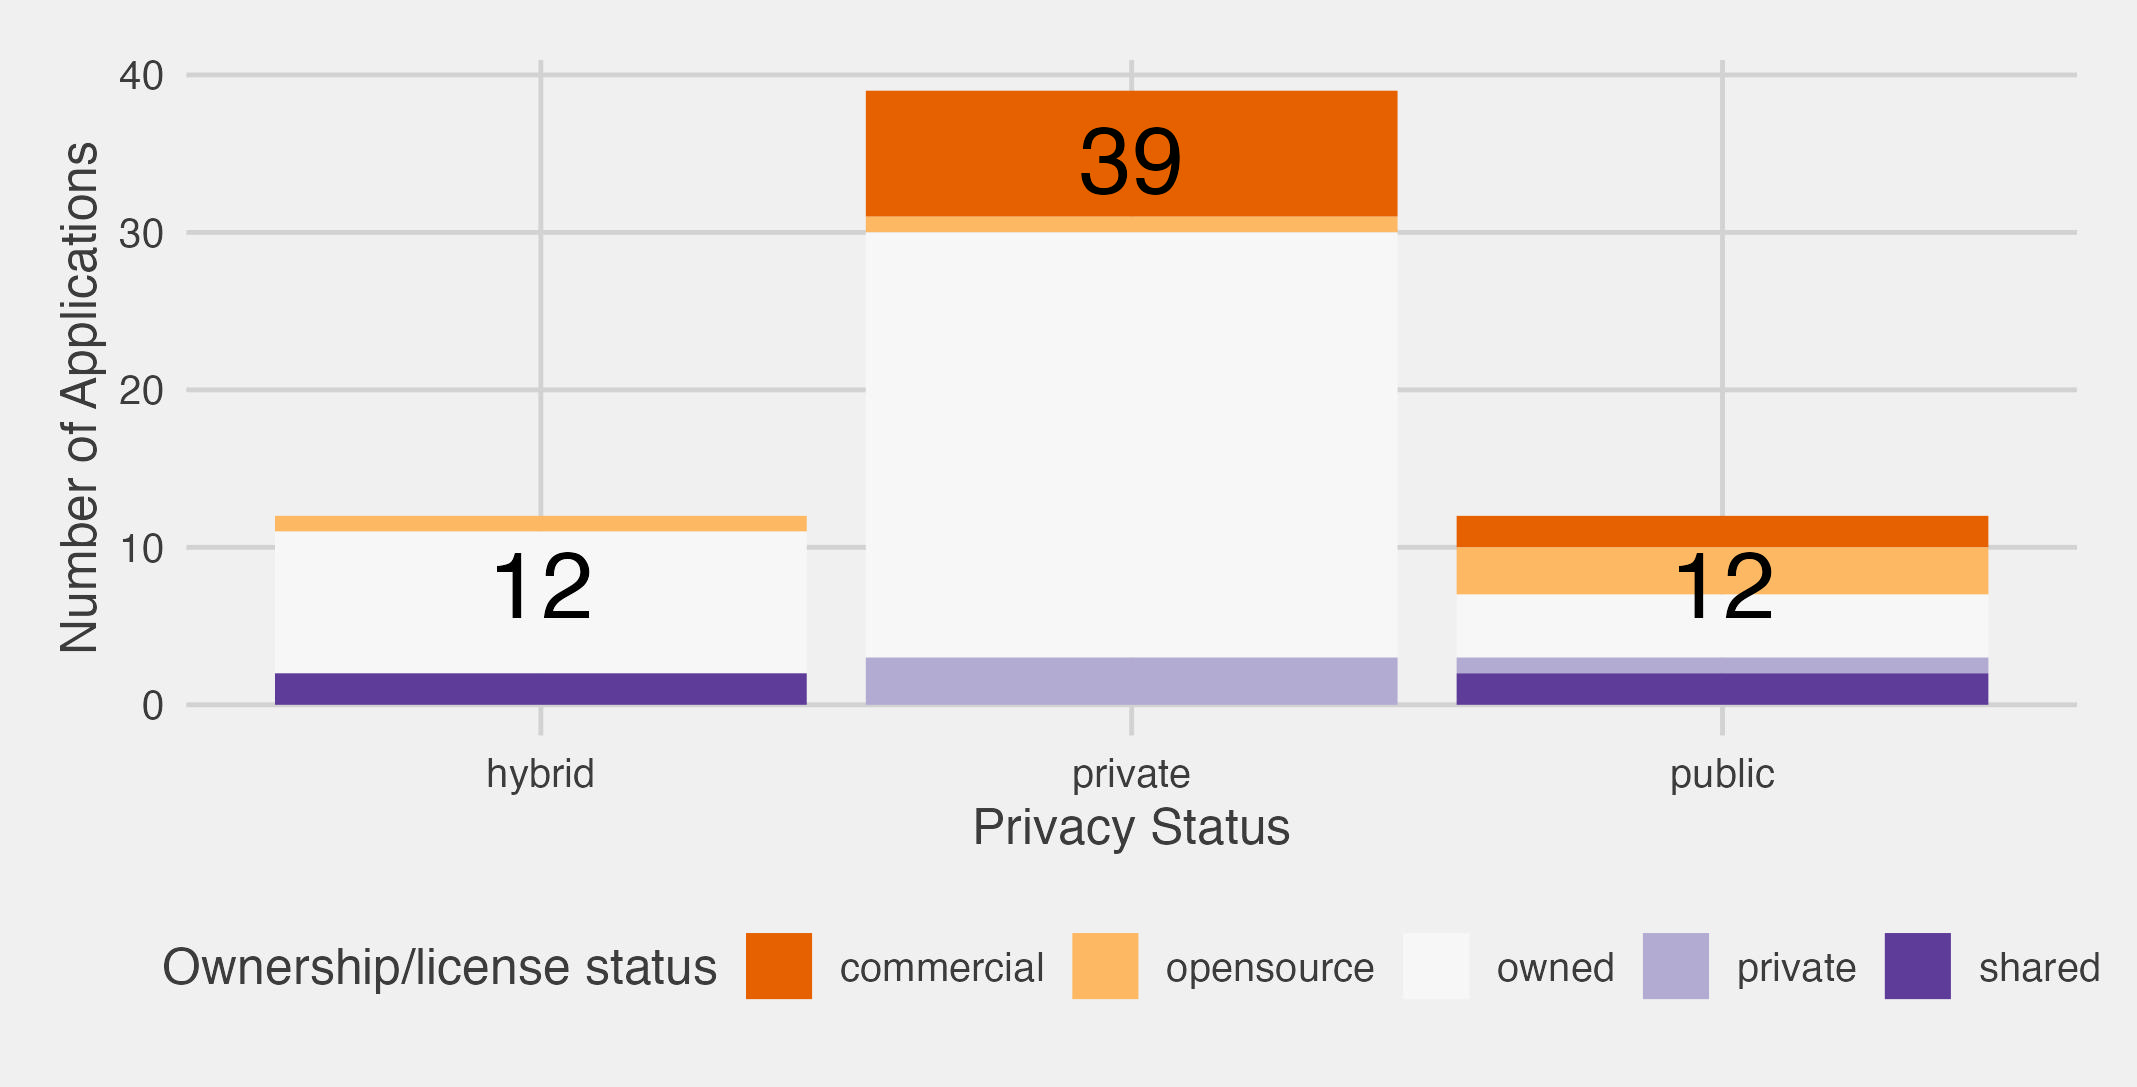 Number of Applications
40
30
20
10
0
39
12
12
hybrid
private
public
Privacy Status
Ownership/license status
commercial
opensource
owned
private
shared